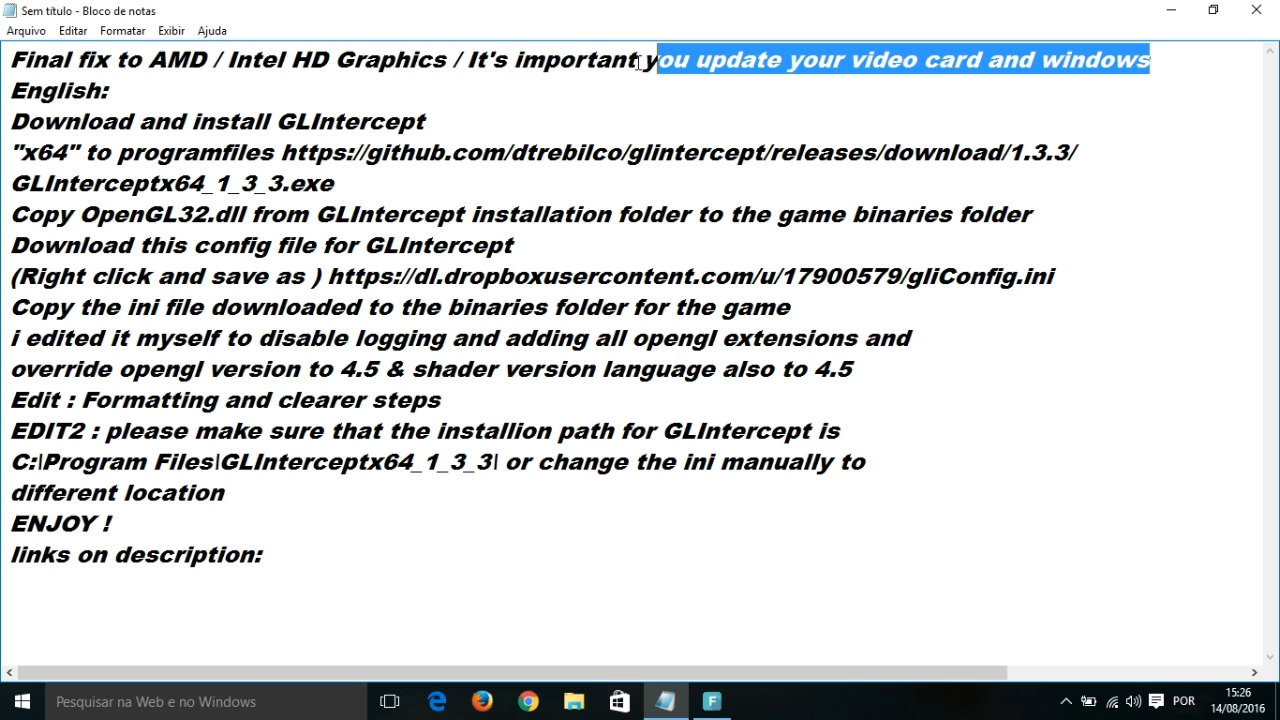 Sem título - Bloco de notas
Arquivo Editar Formatar Exibir Ajuda
Final fix to AMD / Intel HD Graphics / It's important you update your video card and windows
English:
Download and install GLIntercept
"x64" to programfiles https://github.com/dtrebilco/glintercept/releases/download/1.3.3/
GLInterceptx64_1_3_3.exe
Copy OpenGL32.dll from GLIntercept installation folder to the game binaries folder
Download this config file for GLIntercept
(Right click and save as ) https://dl.dropboxusercontent.com/u/17900579/gliConfig.ini
Copy the ini file downloaded to the binaries folder for the game
i edited it myself to disable logging and adding all opengl extensions and
override opengl version to 4.5 & shader version language also to 4.5
Edit : Formatting and clearer steps
EDIT2 : please make sure that the installion path for GLIntercept is
C:\Program Files\GLInterceptx64_1_3_3\ or change the ini manually to
different location
ENJOY !
links on description:
Pesquisar na Web e no Windows
F
POR
15:26
14/08/2016